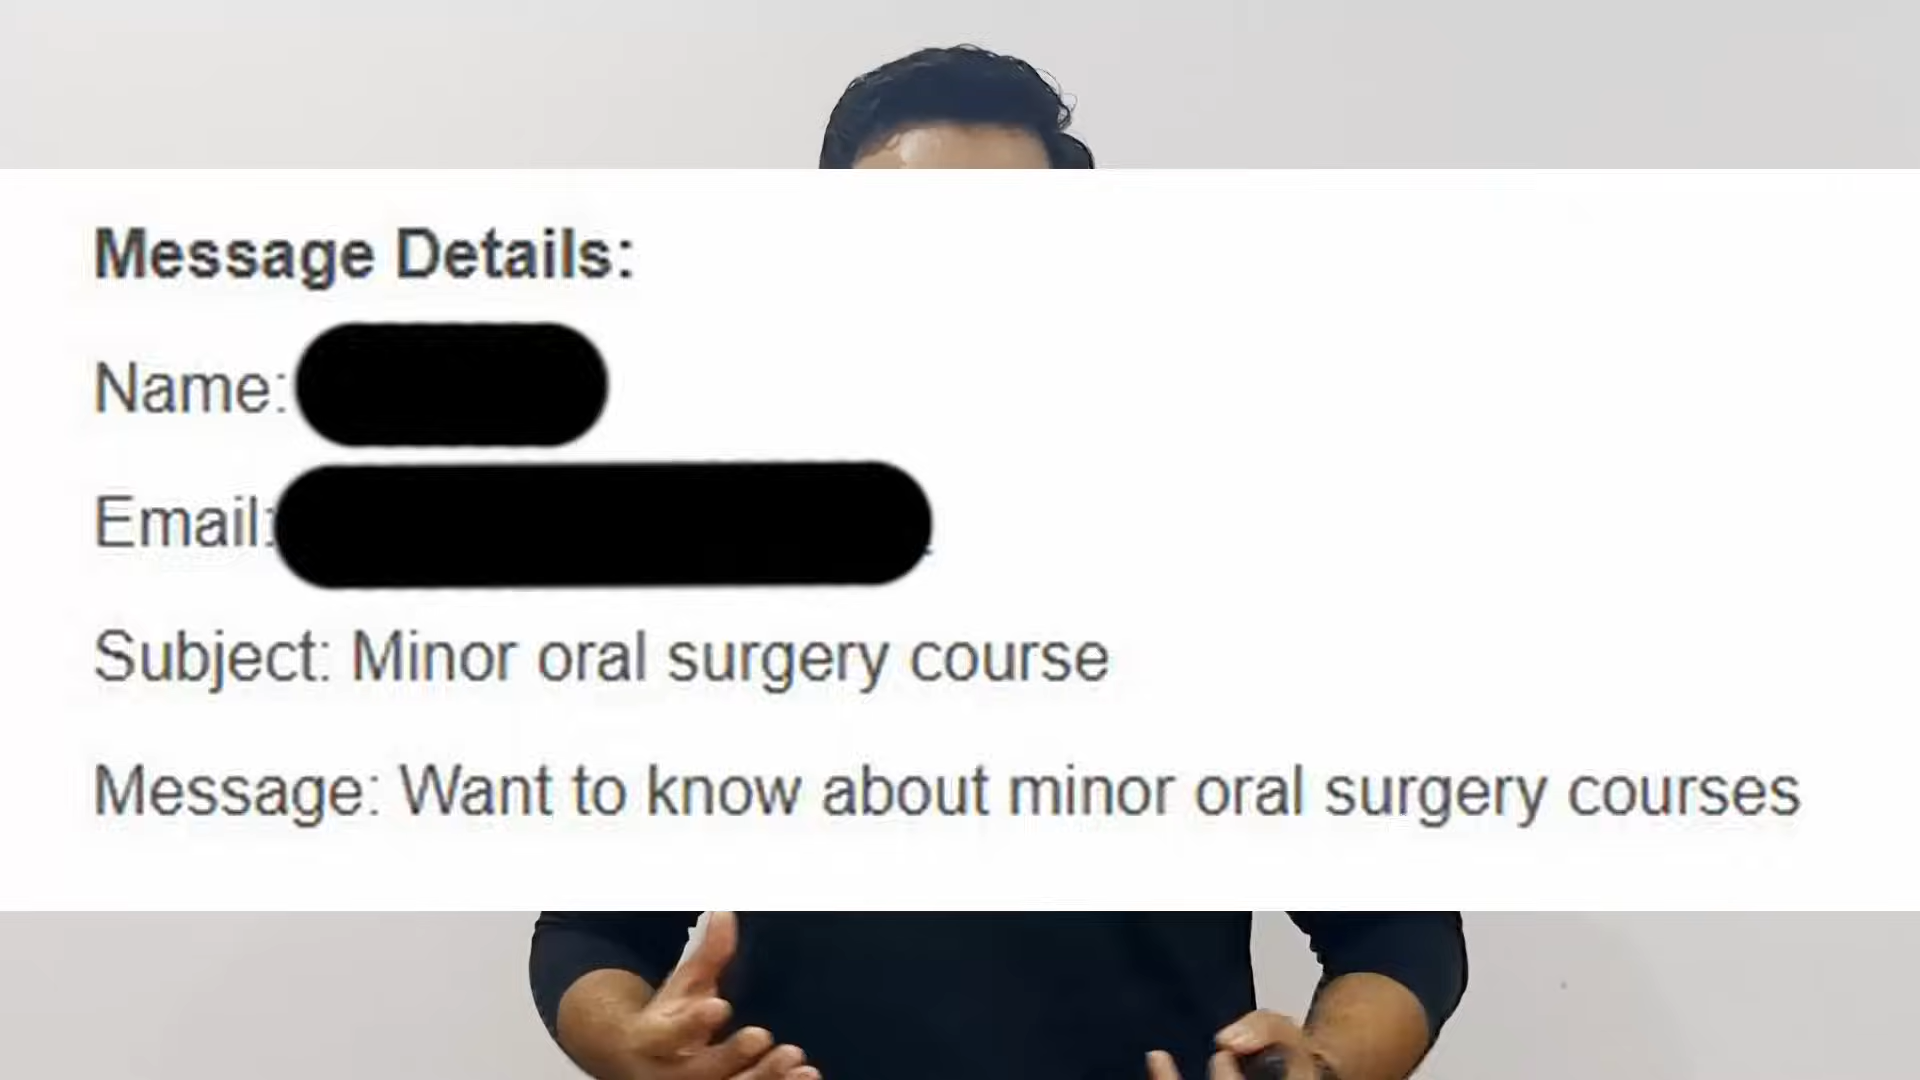 Message Details:
Name:
Email:
Subject: Minor oral surgery course
Message: Want to know about minor oral surgery courses